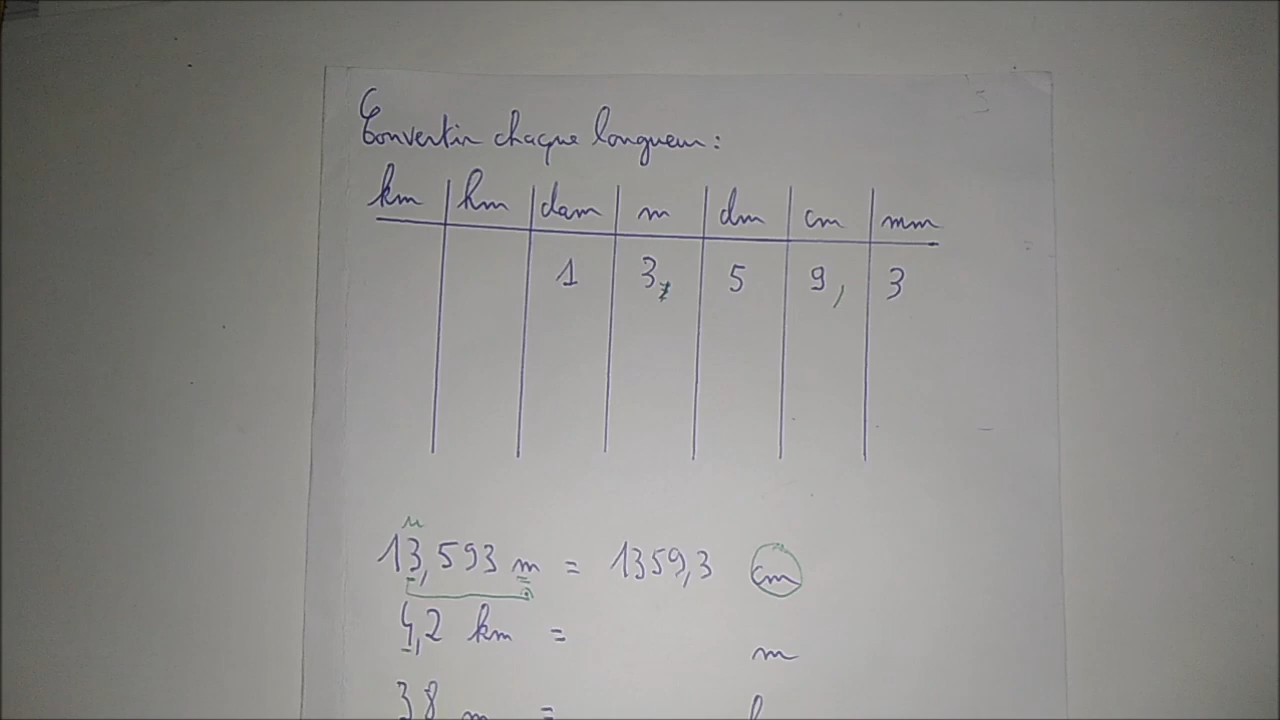 Convertir chaque longueur :
km hm dam m dm cm mm
1 3, 5 9, 3
u
13,593 m = 1359,3 cm
4,2 km = m
38 m =